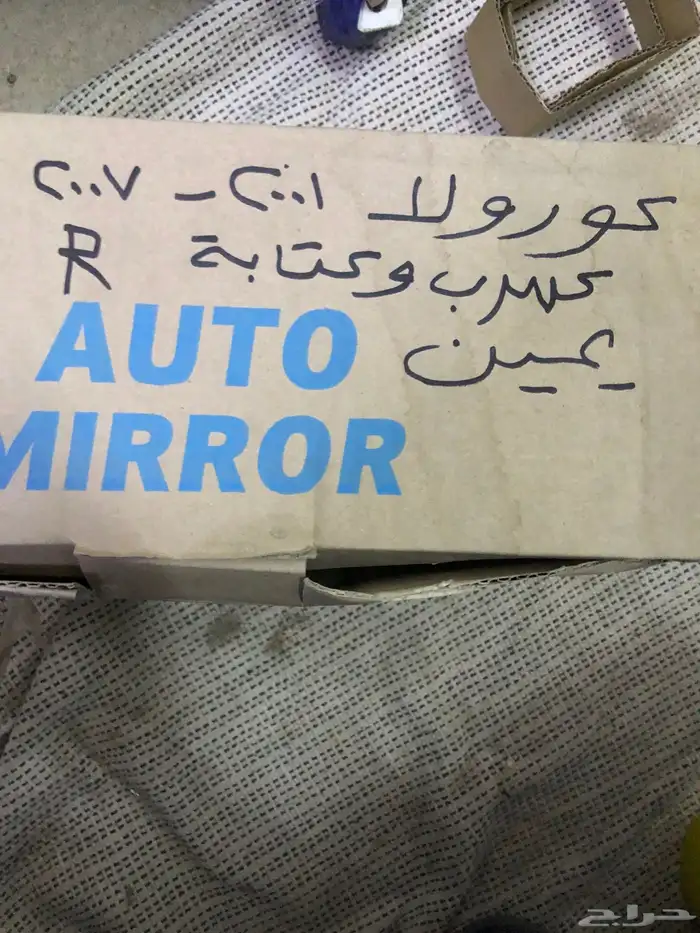 كورولا ٢٠٠١ - ٢٠٠٧
كهرب وكتابة R
يمين
AUTO
MIRROR
حراج